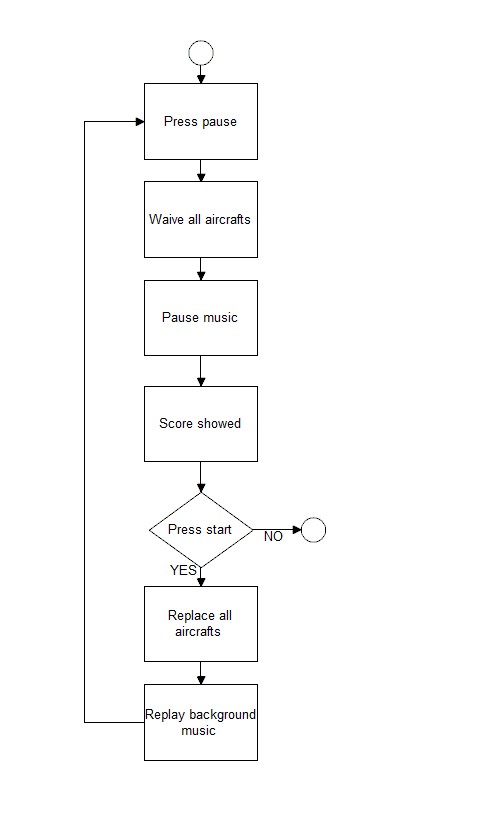 Press pause
Waive all aircrafts
Pause music
Score showed
Press start
NO
YES
Replace all
aircrafts
Replay background
music